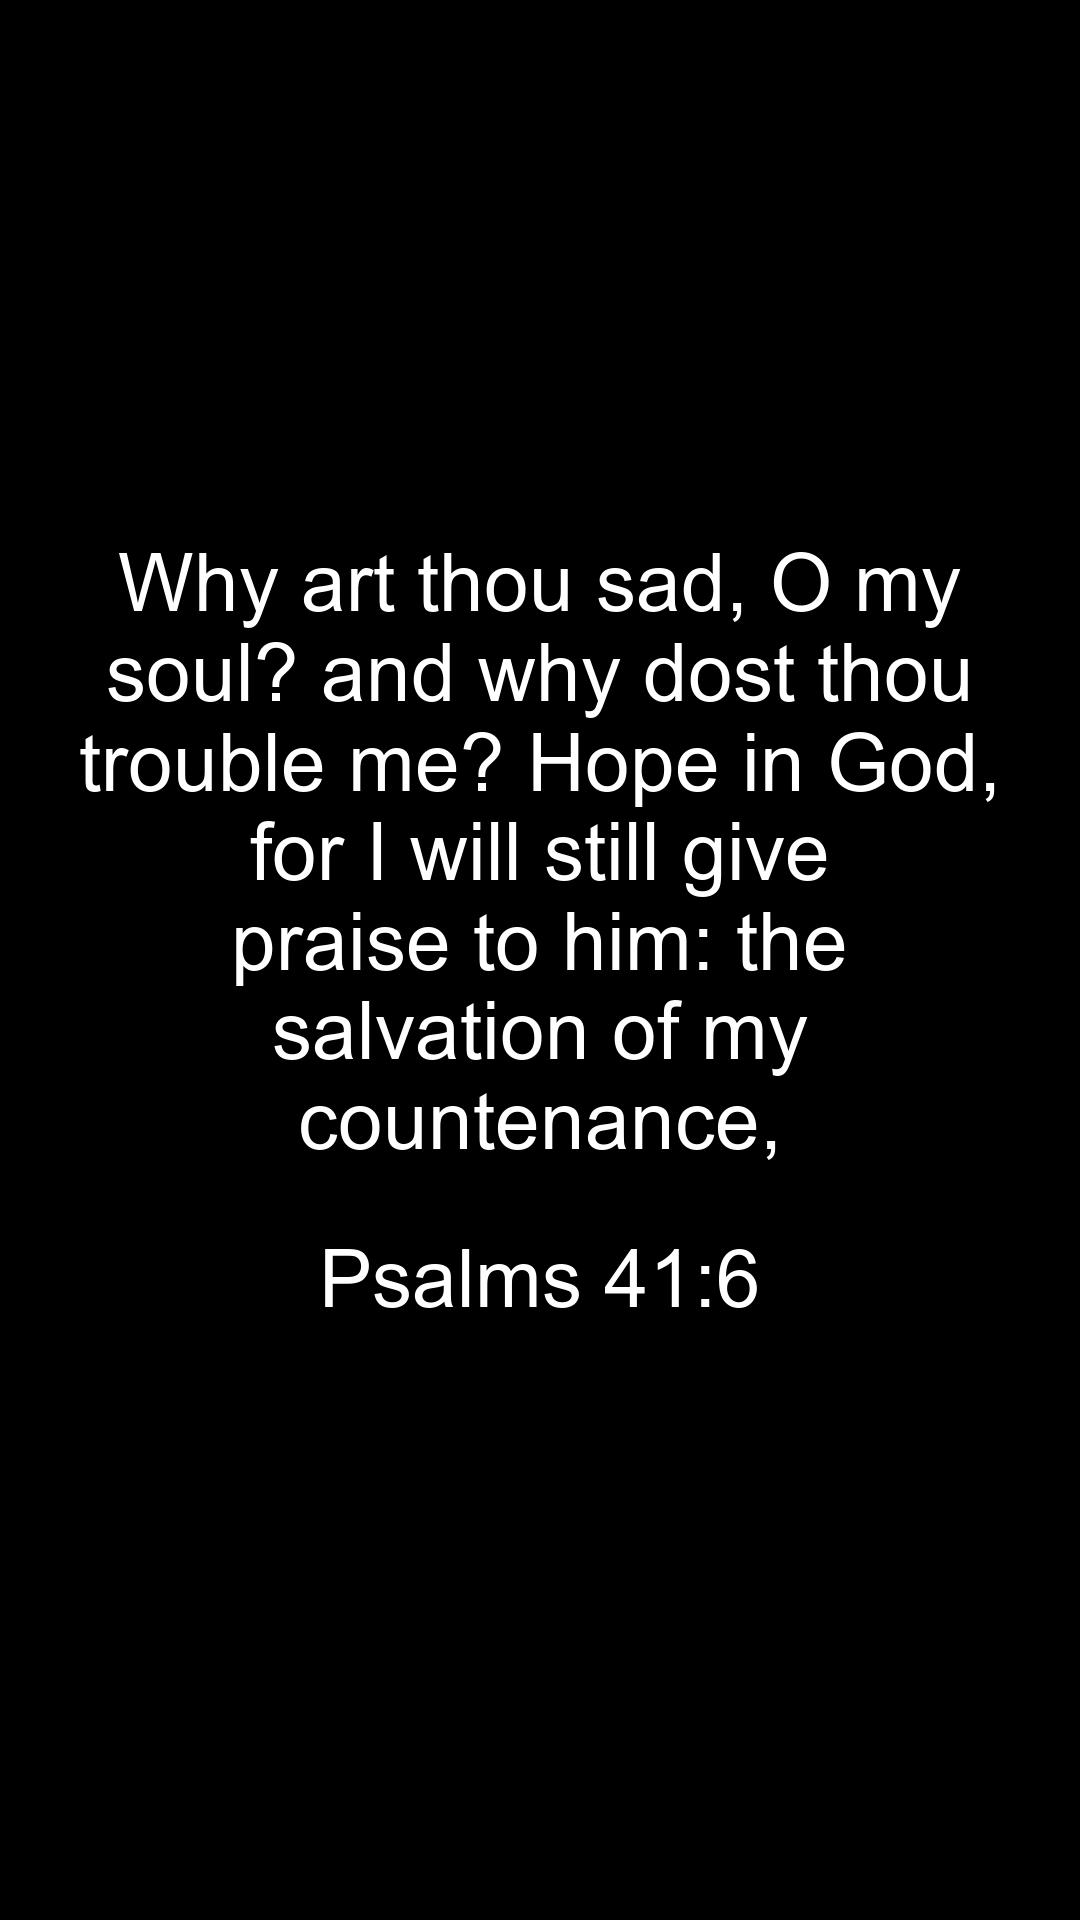 Why art thou sad, O my
soul? and why dost thou
trouble me? Hope in God,
for I will still give
praise to him: the
salvation of my
countenance,
Psalms 41:6